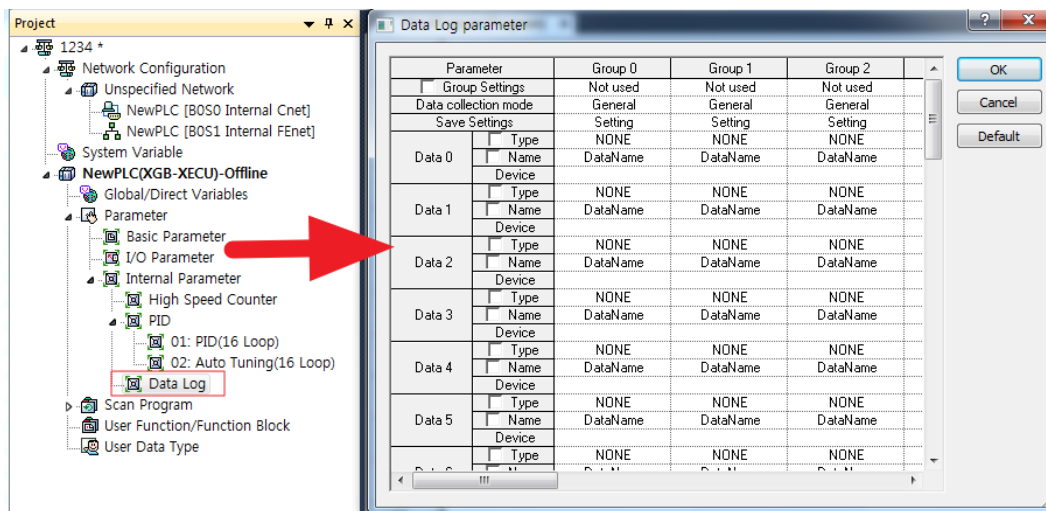 Project
1234 *
Network Configuration
Unspecified Network
NewPLC [B0S0 Internal Cnet]
NewPLC [B0S1 Internal FEnet]
System Variable
NewPLC(XGB-XECU)-Offline
Global/Direct Variables
Parameter
Basic Parameter
I/O Parameter
Internal Parameter
High Speed Counter
PID
01: PID(16 Loop)
02: Auto Tuning(16 Loop)
Data Log
Scan Program
User Function/Function Block
User Data Type
Data Log parameter
Parameter Group 0 Group 1 Group 2
Group Settings Not used Not used Not used
Data collection mode General General General
Save Settings Setting Setting Setting
Data 0 Type NONE NONE NONE
Name DataName DataName DataName
Device
Data 1 Type NONE NONE NONE
Name DataName DataName DataName
Device
Data 2 Type NONE NONE NONE
Name DataName DataName DataName
Device
Data 3 Type NONE NONE NONE
Name DataName DataName DataName
Device
Data 4 Type NONE NONE NONE
Name DataName DataName DataName
Device
Data 5 Type NONE NONE NONE
Name DataName DataName DataName
Device
Type NONE NONE NONE
OK
Cancel
Default